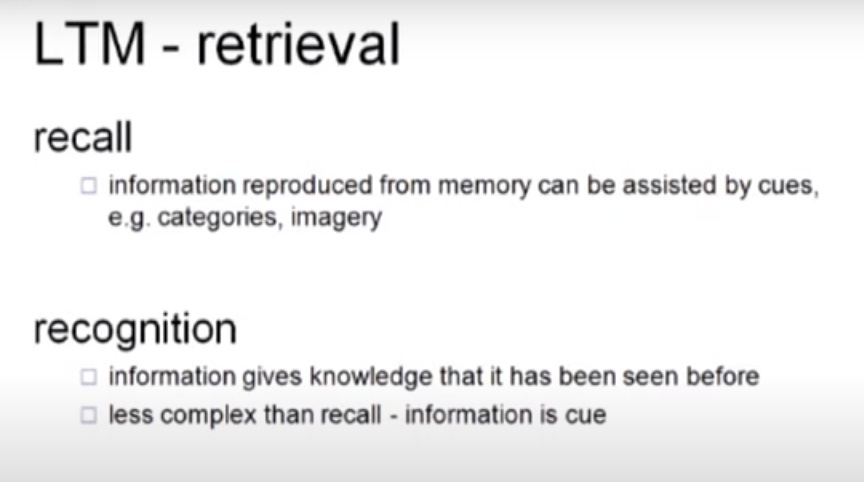 LTM - retrieval
recall
information reproduced from memory can be assisted by cues,
e.g. categories, imagery
recognition
information gives knowledge that it has been seen before
less complex than recall - information is cue